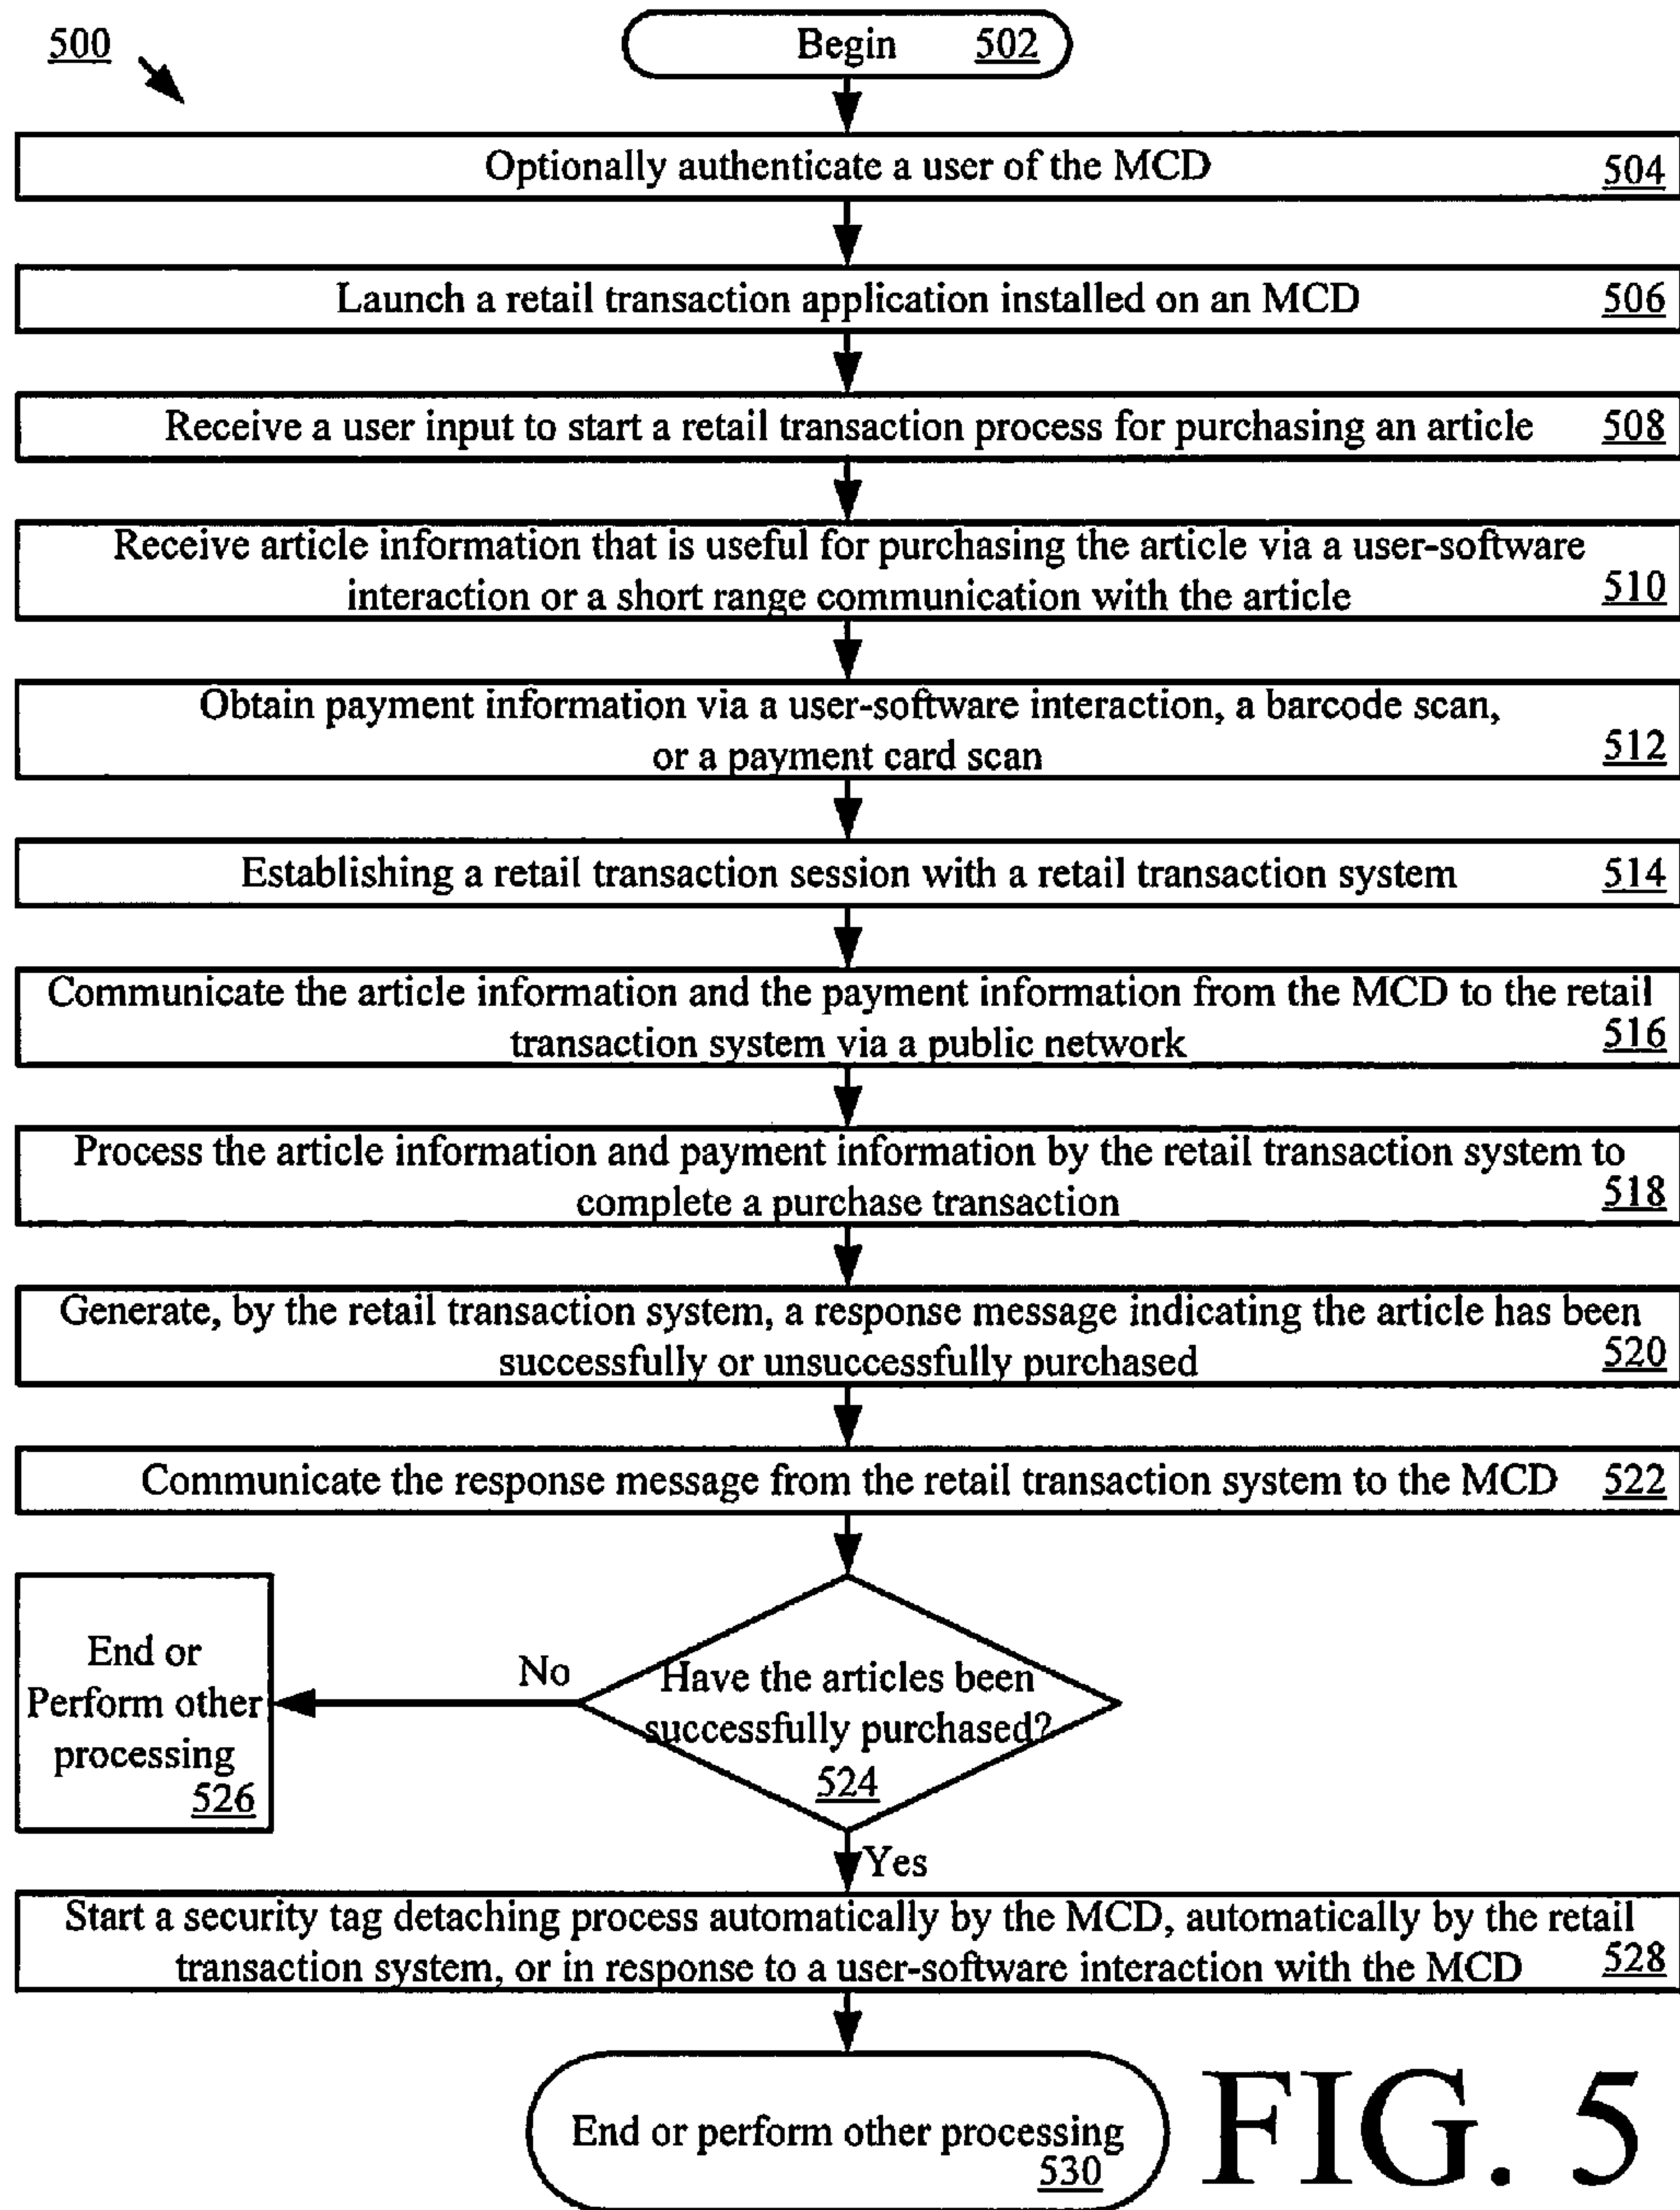 500
Begin 502
Optionally authenticate a user of the MCD 504
Launch a retail transaction application installed on an MCD 506
Receive a user input to start a retail transaction process for purchasing an article 508
Receive article information that is useful for purchasing the article via a user-software
interaction or a short range communication with the article 510
Obtain payment information via a user-software interaction, a barcode scan,
or a payment card scan 512
Establishing a retail transaction session with a retail transaction system 514
Communicate the article information and the payment information from the MCD to the retail
transaction system via a public network 516
Process the article information and payment information by the retail transaction system to
complete a purchase transaction 518
Generate, by the retail transaction system, a response message indicating the article has been
successfully or unsuccessfully purchased 520
Communicate the response message from the retail transaction system to the MCD 522
End or
Perform other
processing
526
No
Have the articles been
successfully purchased?
524
Yes
Start a security tag detaching process automatically by the MCD, automatically by the retail
transaction system, or in response to a user-software interaction with the MCD 528
End or perform other processing
530
FIG. 5